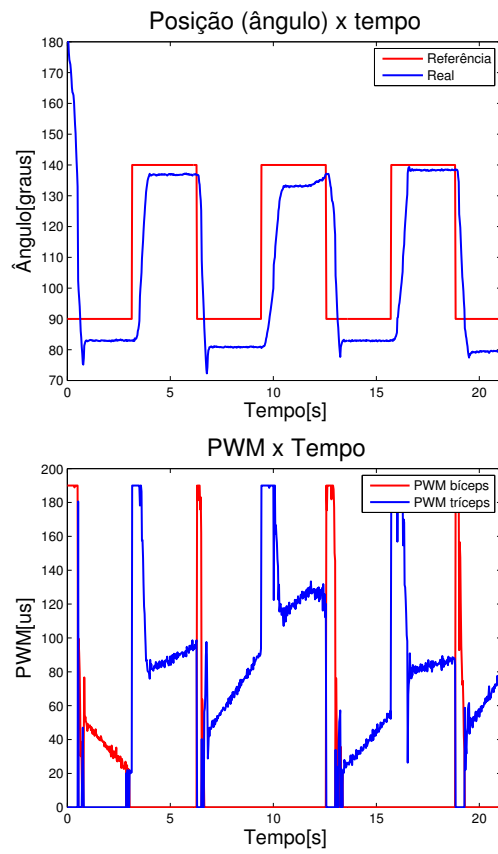 Posição (ângulo) x tempo
180
170
160
150
140
130
120
110
100
90
80
70
Ângulo[graus]
Referência
Real
0 5 10 15 20
Tempo[s]
PWM x Tempo
200
180
160
140
120
100
80
60
40
20
0
PWM[us]
PWM bíceps
PWM tríceps
0 5 10 15 20
Tempo[s]